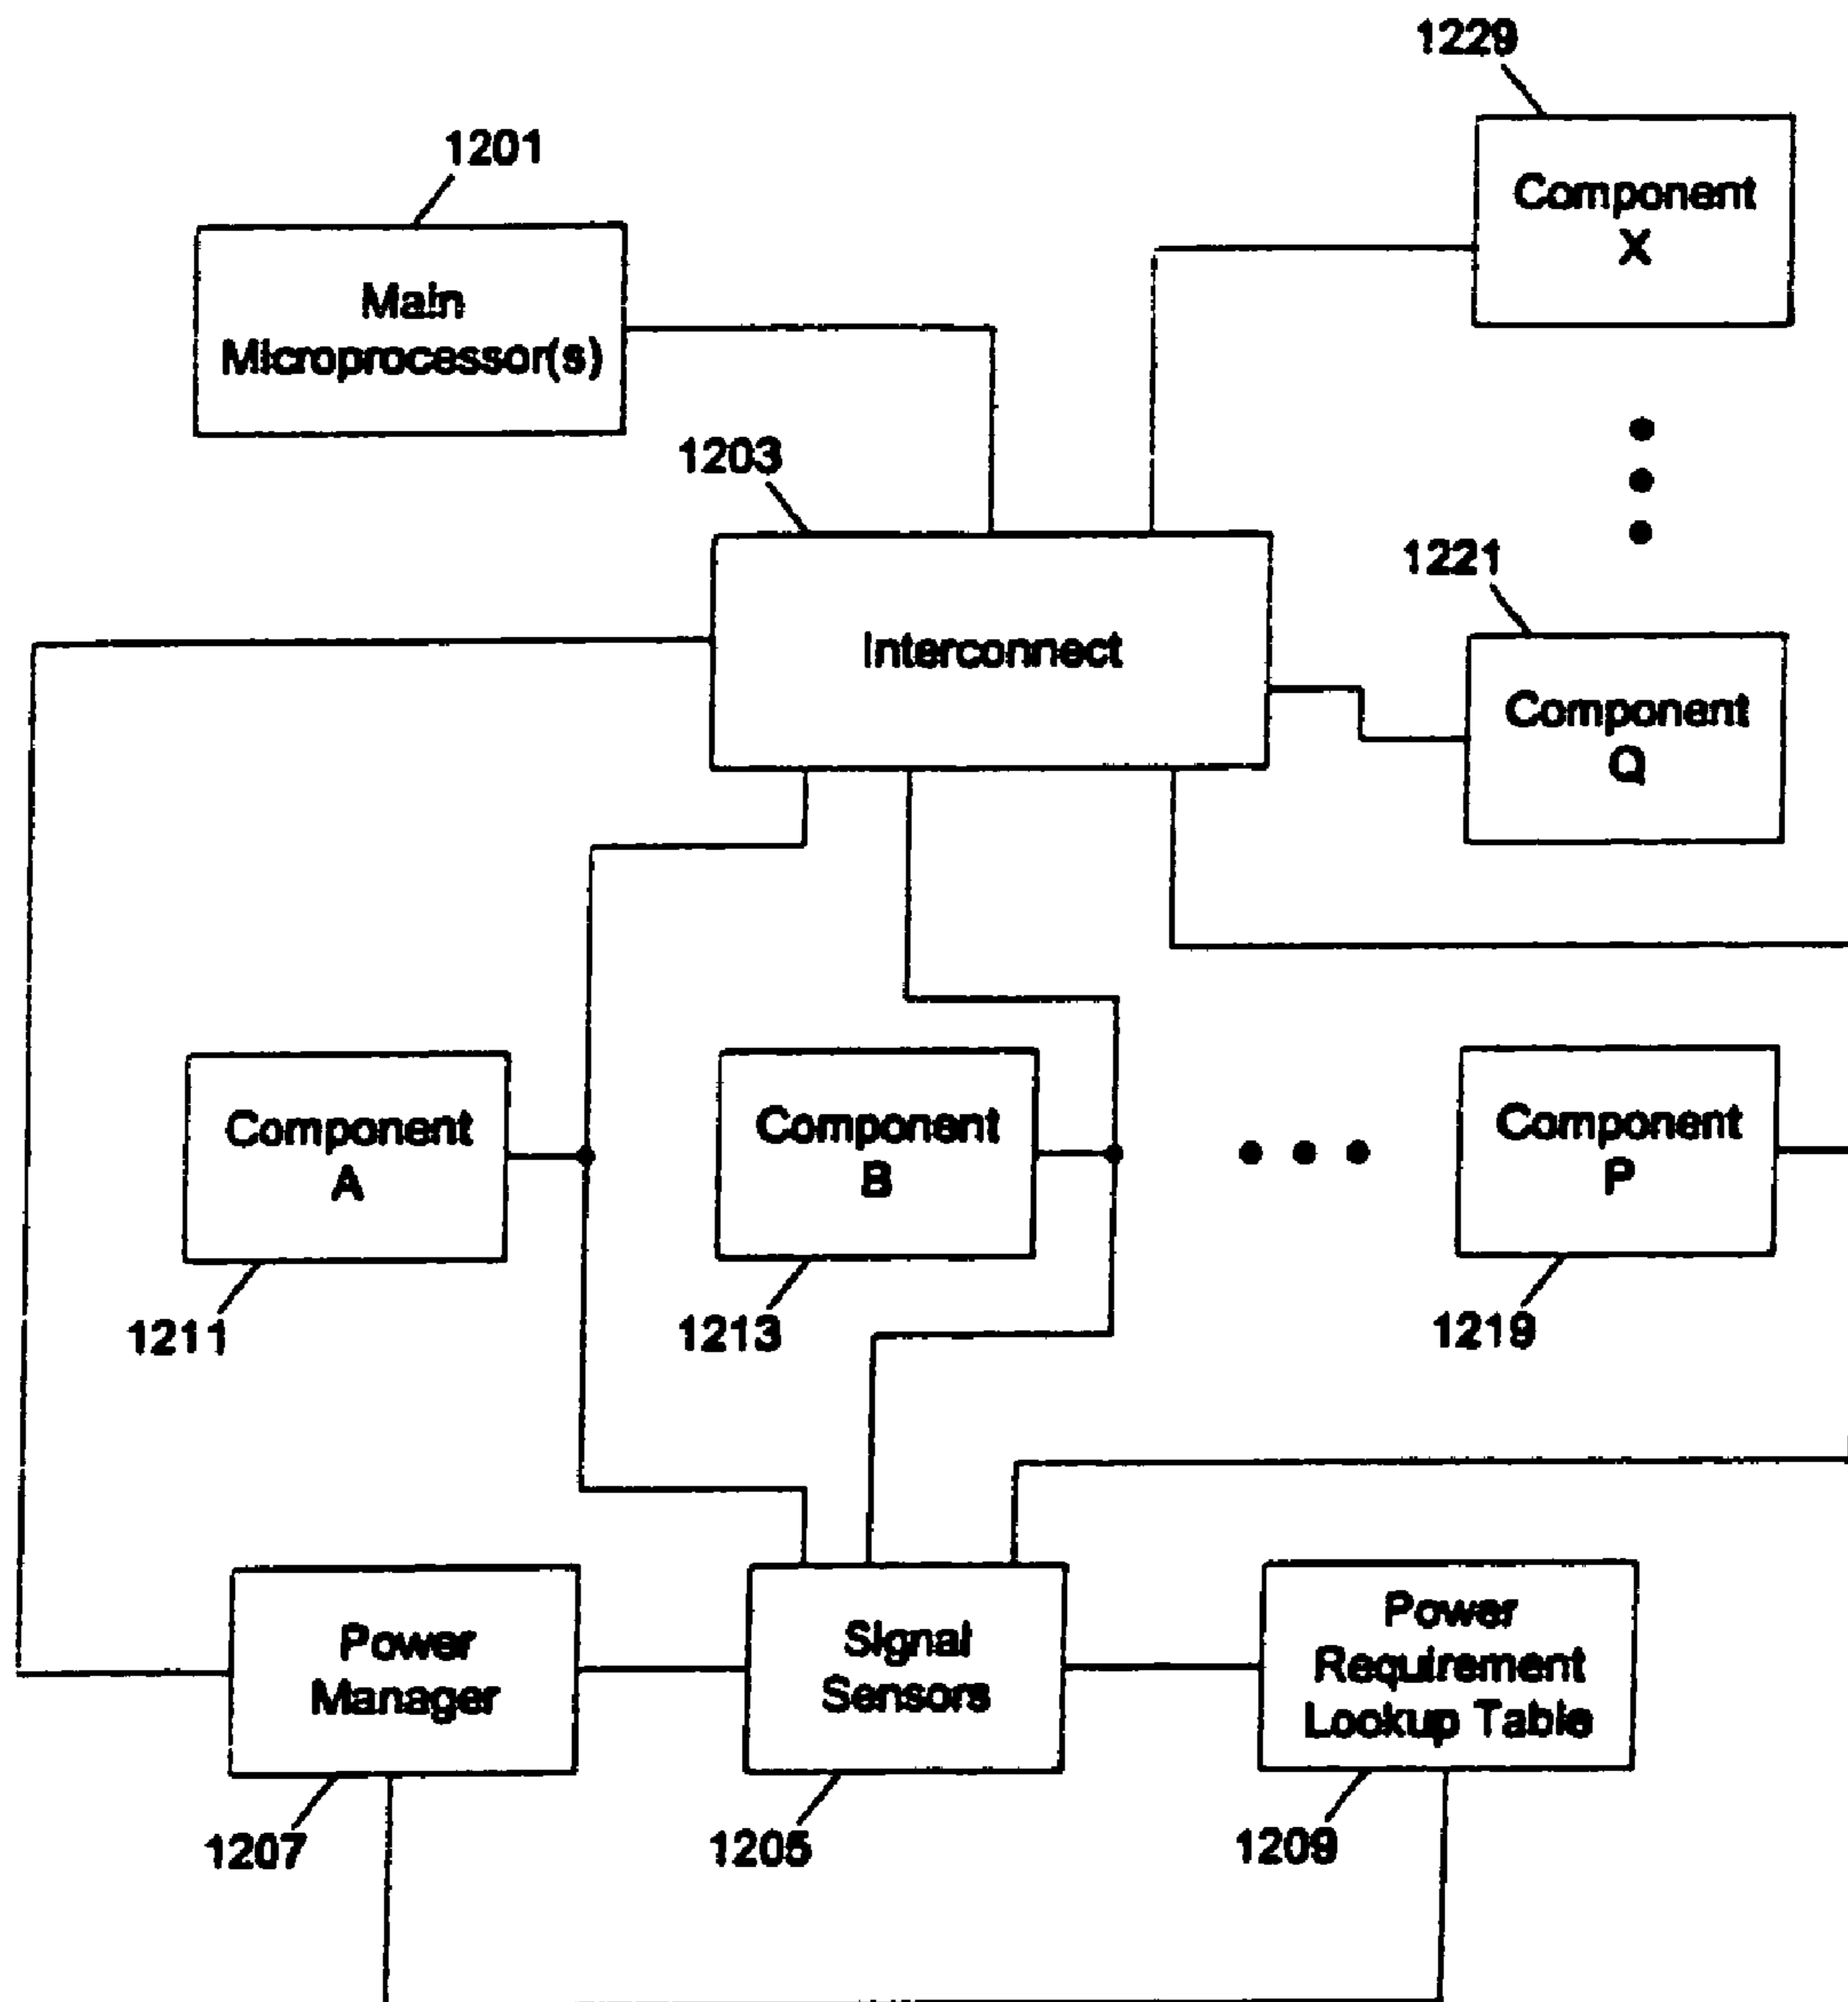 1229
Component
X
1201
Main
Microprocessor(s)
1203
Interconnect
1221
Component
Q
Component
A
1211
Component
B
1213
Component
P
1219
Power
Manager
1207
Signal
Sensors
1205
Power
Requirement
Lookup Table
1209